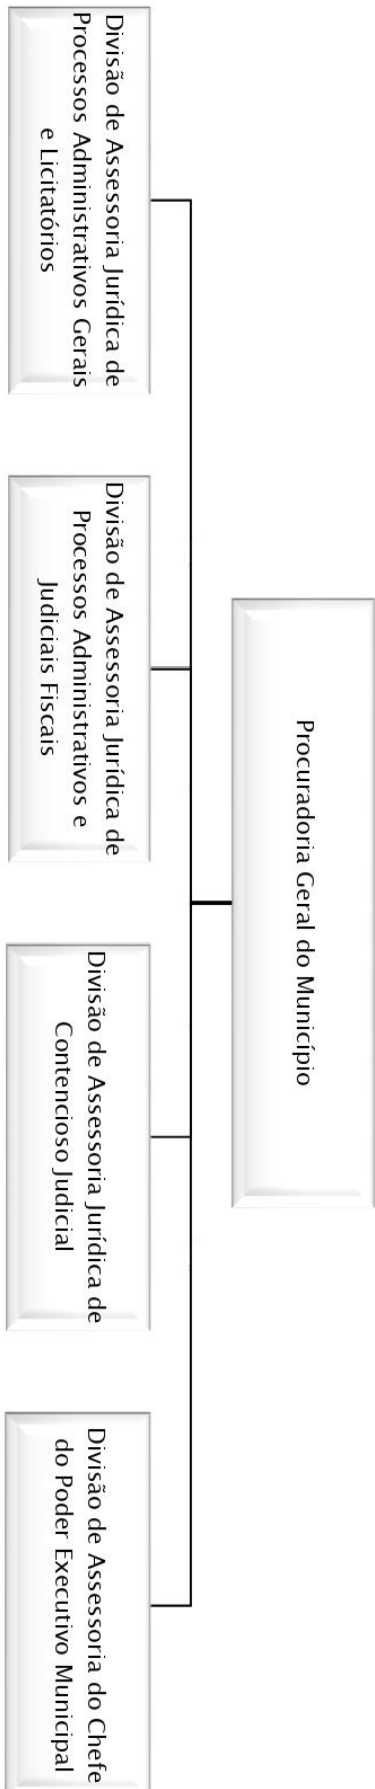 Procuradoria Geral do Município
Divisão de Assessoria Jurídica de
Processos Administrativos Gerais
e Licitatórios
Divisão de Assessoria Jurídica de
Processos Administrativos e
Judiciais Fiscais
Divisão de Assessoria Jurídica de
Contencioso Judicial
Divisão de Assessoria do Chefe
do Poder Executivo Municipal